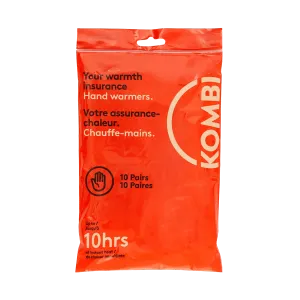 Your warmth
insurance
Hand warmers.
Votre assurance-
chaleur.
Chauffe-mains.
KOMBI
10 Pairs
10 Paires
10hrs